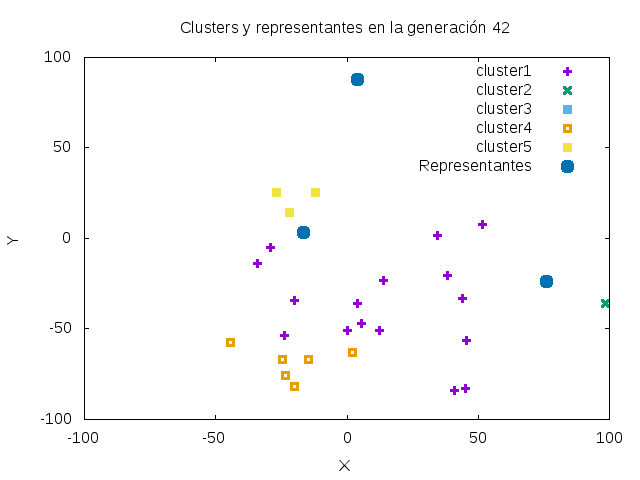 Clusters y representantes en la generación 42
100
50
0
-50
-100
-100
-50
0
50
100
Y
X
cluster1
cluster2
cluster3
cluster4
cluster5
Representantes